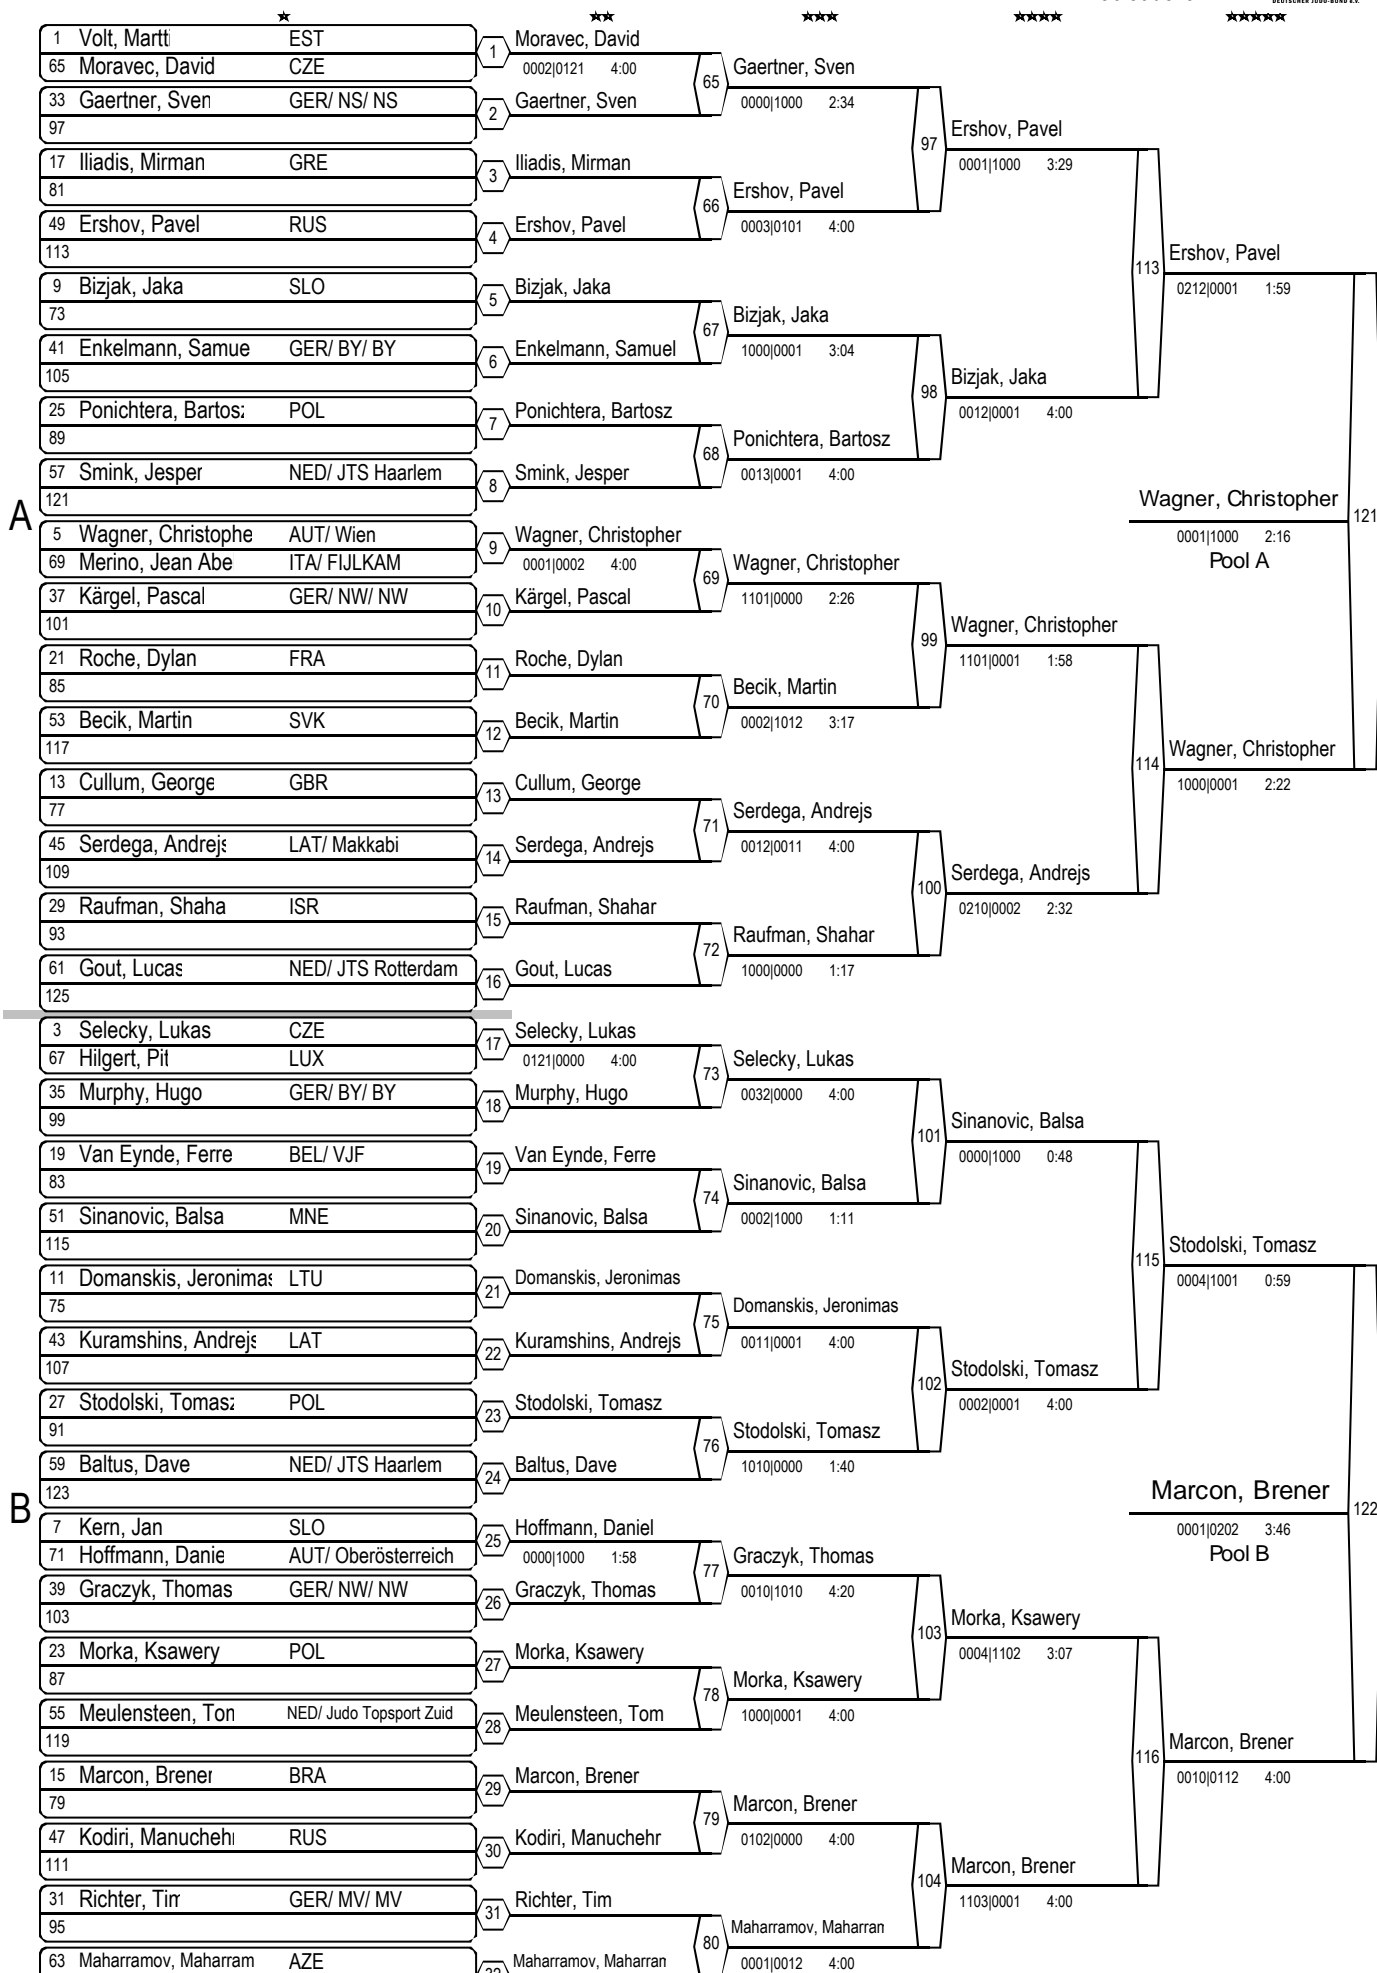 DEUTSCHER JUDO-BUND e.V.
1 Volt, Martti EST
65 Moravec, David CZE
1 Moravec, David
0002|0121 4:00
33 Gaertner, Sven GER/ NS/ NS
97
2 Gaertner, Sven
65 Gaertner, Sven
0000|1000 2:34
17 Iliadis, Mirman GRE
81
3 Iliadis, Mirman
49 Ershov, Pavel RUS
113
4 Ershov, Pavel
66 Ershov, Pavel
0003|0101 4:00
97 Ershov, Pavel
0001|1000 3:29
9 Bizjak, Jaka SLO
73
5 Bizjak, Jaka
41 Enkelmann, Samue GER/ BY/ BY
105
6 Enkelmann, Samuel
67 Bizjak, Jaka
1000|0001 3:04
25 Ponichtera, Bartosz POL
89
7 Ponichtera, Bartosz
57 Smink, Jesper NED/ JTS Haarlem
121
8 Smink, Jesper
68 Ponichtera, Bartosz
0013|0001 4:00
98 Bizjak, Jaka
0012|0001 4:00
113 Ershov, Pavel
0212|0001 1:59
A
5 Wagner, Christophe AUT/ Wien
69 Merino, Jean Abe ITA/ FIJLKAM
9 Wagner, Christopher
0001|0002 4:00
37 Kärgel, Pascal GER/ NW/ NW
101
10 Kärgel, Pascal
69 Wagner, Christopher
1101|0000 2:26
21 Roche, Dylan FRA
85
11 Roche, Dylan
53 Becik, Martin SVK
117
12 Becik, Martin
70 Becik, Martin
0002|1012 3:17
99 Wagner, Christopher
1101|0001 1:58
13 Cullum, George GBR
77
13 Cullum, George
45 Serdega, Andrejs LAT/ Makkabi
109
14 Serdega, Andrejs
71 Serdega, Andrejs
0012|0011 4:00
29 Raufman, Shaha ISR
93
15 Raufman, Shahar
61 Gout, Lucas NED/ JTS Rotterdam
125
16 Gout, Lucas
72 Raufman, Shahar
1000|0000 1:17
100 Serdega, Andrejs
0210|0002 2:32
114 Wagner, Christopher
1000|0001 2:22
Wagner, Christopher
121
0001|1000 2:16
Pool A
3 Selecky, Lukas CZE
67 Hilgert, Pit LUX
17 Selecky, Lukas
0121|0000 4:00
35 Murphy, Hugo GER/ BY/ BY
99
18 Murphy, Hugo
73 Selecky, Lukas
0032|0000 4:00
19 Van Eynde, Ferre BEL/ VJF
83
19 Van Eynde, Ferre
51 Sinanovic, Balsa MNE
115
20 Sinanovic, Balsa
74 Sinanovic, Balsa
0002|1000 1:11
101 Sinanovic, Balsa
0000|1000 0:48
11 Domanskis, Jeronimas LTU
75
21 Domanskis, Jeronimas
43 Kuramshins, Andrejs LAT
107
22 Kuramshins, Andrejs
75 Domanskis, Jeronimas
0011|0001 4:00
27 Stodolski, Tomasz POL
91
23 Stodolski, Tomasz
59 Baltus, Dave NED/ JTS Haarlem
123
24 Baltus, Dave
76 Stodolski, Tomasz
1010|0000 1:40
102 Stodolski, Tomasz
0002|0001 4:00
115 Stodolski, Tomasz
0004|1001 0:59
B
7 Kern, Jan SLO
71 Hoffmann, Danie AUT/ Oberösterreich
25 Hoffmann, Daniel
0000|1000 1:58
39 Graczyk, Thomas GER/ NW/ NW
103
26 Graczyk, Thomas
77 Graczyk, Thomas
0010|1010 4:20
23 Morka, Ksawery POL
87
27 Morka, Ksawery
55 Meulensteen, Tom NED/ Judo Topsport Zuid
119
28 Meulensteen, Tom
78 Morka, Ksawery
1000|0001 4:00
103 Morka, Ksawery
0004|1102 3:07
15 Marcon, Brener BRA
79
29 Marcon, Brener
47 Kodiri, Manuchehr RUS
111
30 Kodiri, Manuchehr
79 Marcon, Brener
0102|0000 4:00
31 Richter, Tim GER/ MV/ MV
95
31 Richter, Tim
63 Maharramov, Maharram AZE
Maharramov, Maharram
80 Maharramov, Maharram
0001|0012 4:00
104 Marcon, Brener
1103|0001 4:00
116 Marcon, Brener
0010|0112 4:00
Marcon, Brener
122
0001|0202 3:46
Pool B